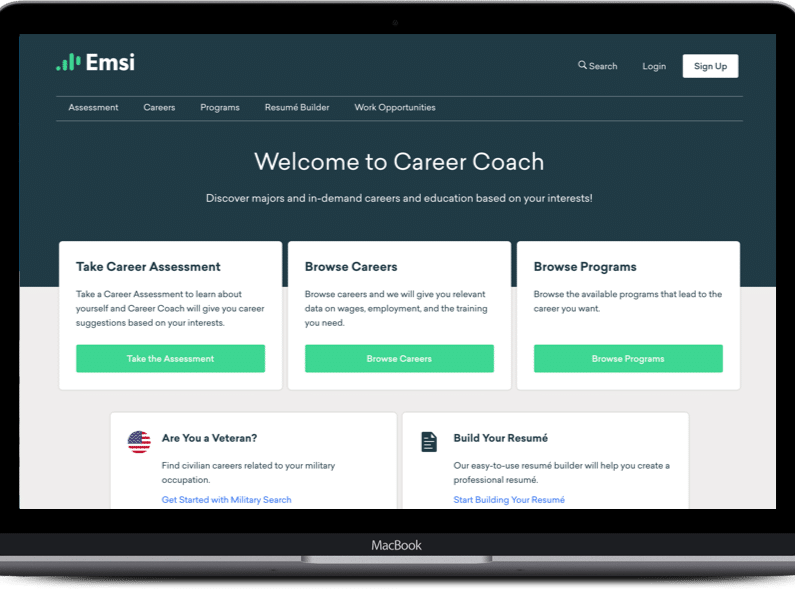 Emsi
Search
Login
Sign Up
Assessment
Careers
Programs
Resumé Builder
Work Opportunities
Welcome to Career Coach
Discover majors and in-demand careers and education based on your interests!
Take Career Assessment
Take a Career Assessment to learn about
yourself and Career Coach will give you career
suggestions based on your interests.
Take the Assessment
Browse Careers
Browse careers and we will give you relevant
data on wages, employment, and the training
you need.
Browse Careers
Browse Programs
Browse the available programs that lead to the
career you want.
Browse Programs
Are You a Veteran?
Find civilian careers related to your military
occupation.
Get Started with Military Search
Build Your Resumé
Our easy-to-use resumé builder will help you create a
professional resumé.
Start Building Your Resumé
MacBook